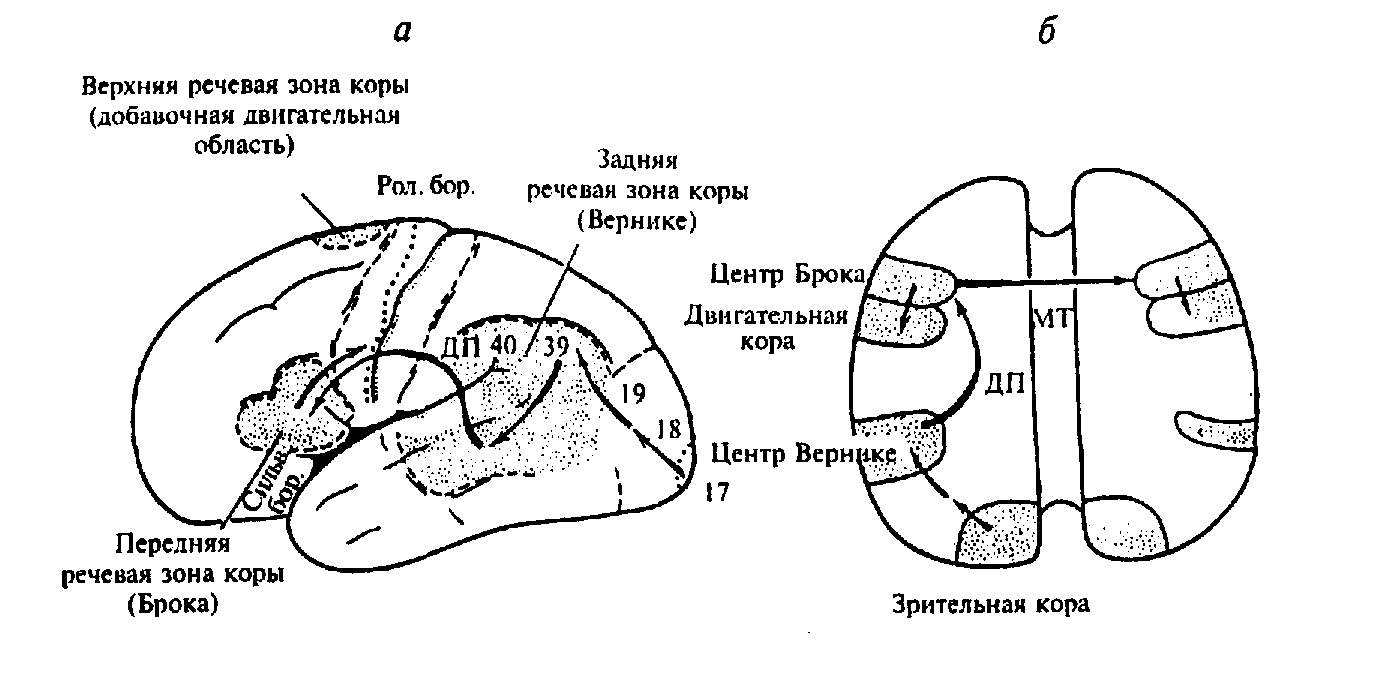 а
Верхняя речевая зона коры
(добавочная двигательная
область)
Рол. бор.
Задняя
речевая зона коры
(Вернике)
ДП 40 39
19
18
17
Сильв.
бор.
Передняя
речевая зона коры
(Брока)
б
Центр Брока
Двигательная
кора
МТ
ДП
Центр Вернике
Зрительная кора